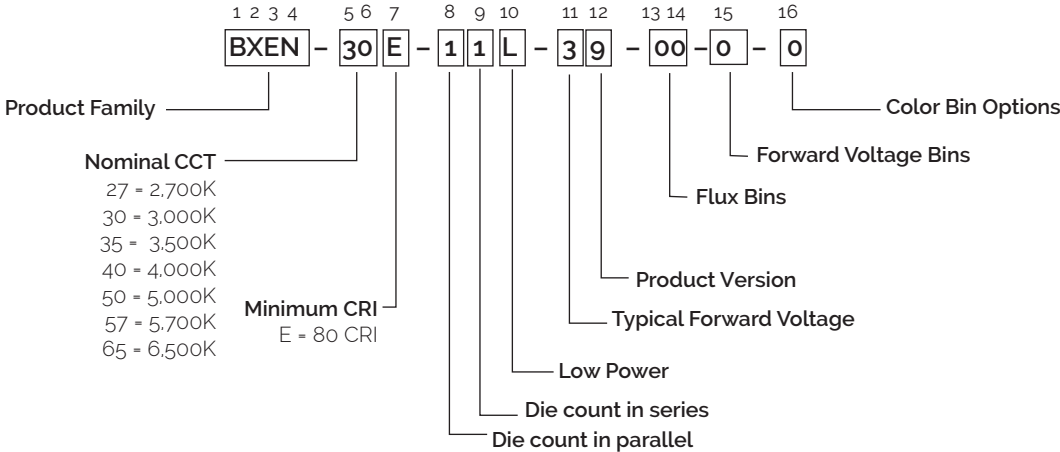 1 2 3 4 5 6 7 8 9 10 11 12 13 14 15 16
BXEN – 30 E – 1 1 L – 3 9 – 00 – 0 – 0
Product Family
Color Bin Options
Nominal CCT
27 = 2,700K
30 = 3,000K
35 = 3,500K
40 = 4,000K
50 = 5,000K
57 = 5,700K
65 = 6,500K
Forward Voltage Bins
Flux Bins
Product Version
Minimum CRI
E = 80 CRI
Typical Forward Voltage
Low Power
Die count in series
Die count in parallel